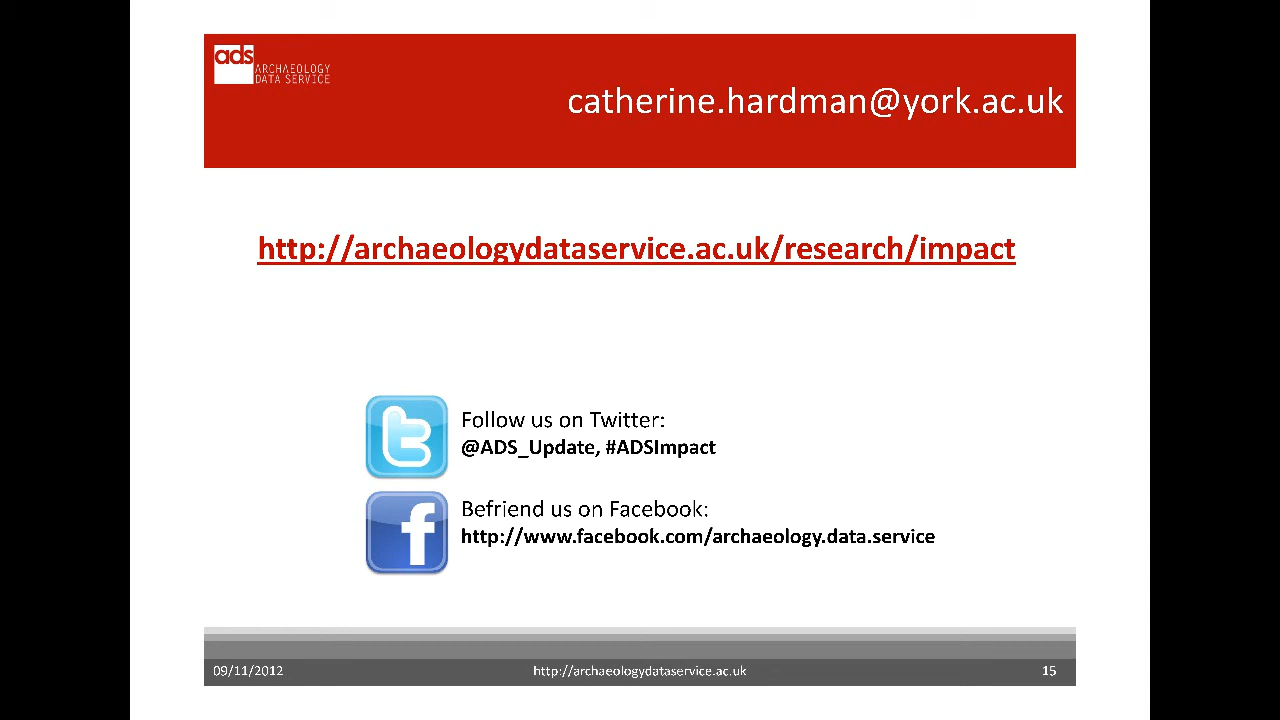 ads
ARCHAEOLOGY
DATA SERVICE
catherine.hardman@york.ac.uk
http://archaeologydataservice.ac.uk/research/impact
Follow us on Twitter:
@ADS_Update, #ADSImpact
Befriend us on Facebook:
http://www.facebook.com/archaeology.data.service
09/11/2012
http://archaeologydataservice.ac.uk
15